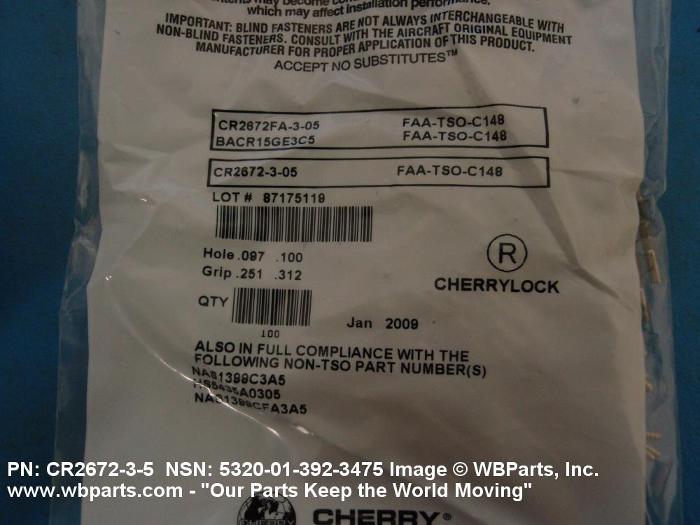 which may affect installation performance.
IMPORTANT: BLIND FASTENERS ARE NOT ALWAYS INTERCHANGEABLE WITH
NON-BLIND FASTENERS. CONSULT WITH THE AIRCRAFT ORIGINAL EQUIPMENT
MANUFACTURER FOR PROPER APPLICATION OF THIS PRODUCT.
ACCEPT NO SUBSTITUTES™
CR2672FA-3-05 FAA-TSO-C148
BACR15GE3C5 FAA-TSO-C148
CR2672-3-05 FAA-TSO-C148
LOT # 87175119
Hole .097 .100
Grip .251 .312
R
CHERRYLOCK
QTY
100
Jan 2009
ALSO IN FULL COMPLIANCE WITH THE
FOLLOWING NON-TSO PART NUMBER(S)
NAS1399C3A5
NAS1399CFA3A5
PN: CR2672-3-5 NSN: 5320-01-392-3475 Image © WBParts, Inc.
www.wbparts.com - "Our Parts Keep the World Moving"
CHERRY®